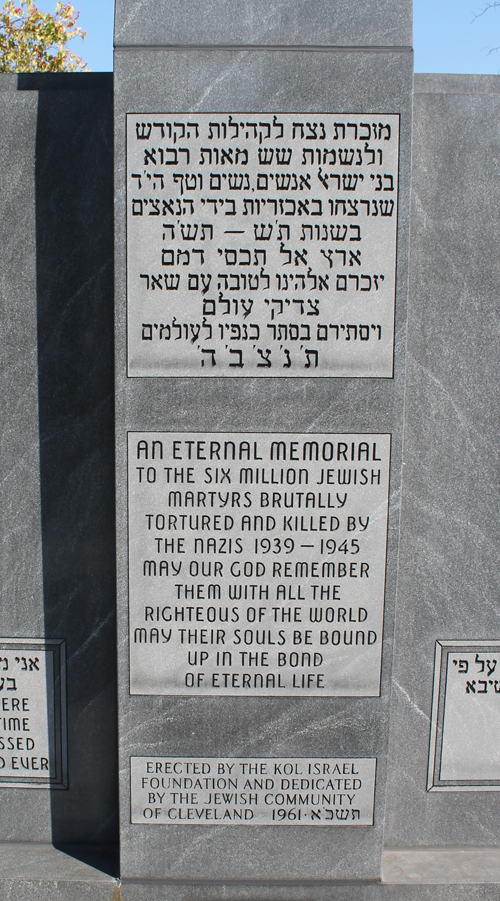 מזכרת נצח לקהילות הקודש
ולנשמות שש מאות רבוא
בני ישראל אנשים, נשים וטף הי"ד
שנרצחו באכזריות בידי הנאצים
בשנות ת"ש — תש"ה
ארץ אל תכסי דמם
יזכרם אלהינו לטובה עם שאר
צדיקי עולם
ויסתירם בסתר כנפיו לעולמים
ת' נ' צ' ב' ה'
AN ETERNAL MEMORIAL
TO THE SIX MILLION JEWISH
MARTYRS BRUTALLY
TORTURED AND KILLED BY
THE NAZIS 1939 — 1945
MAY OUR GOD REMEMBER
THEM WITH ALL THE
RIGHTEOUS OF THE WORLD
MAY THEIR SOULS BE BOUND
UP IN THE BOND
OF ETERNAL LIFE
ERECTED BY THE KOL ISRAEL
FOUNDATION AND DEDICATED
BY THE JEWISH COMMUNITY
OF CLEVELAND 1961·תשכ"א
אני
ERE
TIME
SSED
D EVER
על פי